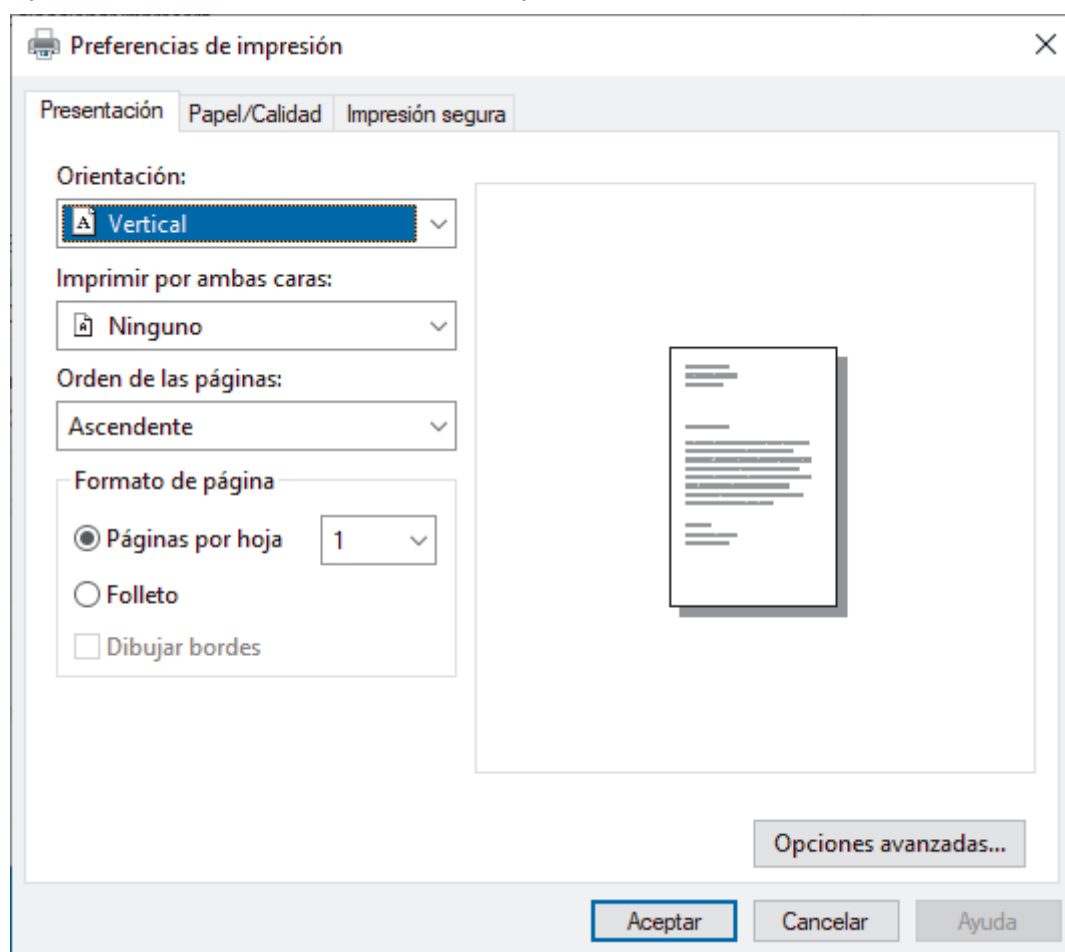 Preferencias de impresión
Presentación Papel/Calidad Impresión segura
Orientación:
Vertical
Imprimir por ambas caras:
Ninguno
Orden de las páginas:
Ascendente
Formato de página
Páginas por hoja 1
Folleto
Dibujar bordes
Opciones avanzadas...
Aceptar Cancelar Ayuda